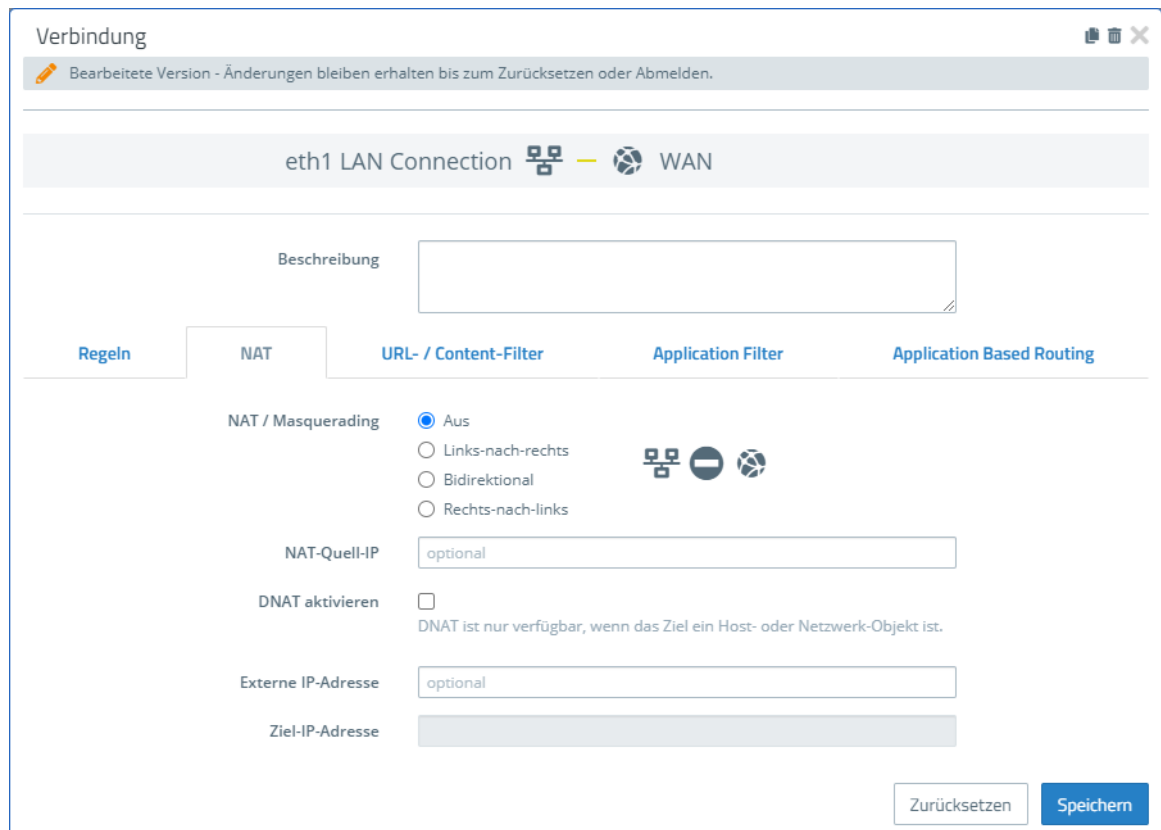 Verbindung
Bearbeitete Version - Änderungen bleiben erhalten bis zum Zurücksetzen oder Abmelden.
eth1 LAN Connection WAN
Beschreibung
Regeln NAT URL- / Content-Filter Application Filter Application Based Routing
NAT / Masquerading Aus
Links-nach-rechts
Bidirektional
Rechts-nach-links
NAT-Quell-IP optional
DNAT aktivieren
DNAT ist nur verfügbar, wenn das Ziel ein Host- oder Netzwerk-Objekt ist.
Externe IP-Adresse optional
Ziel-IP-Adresse
Zurücksetzen Speichern